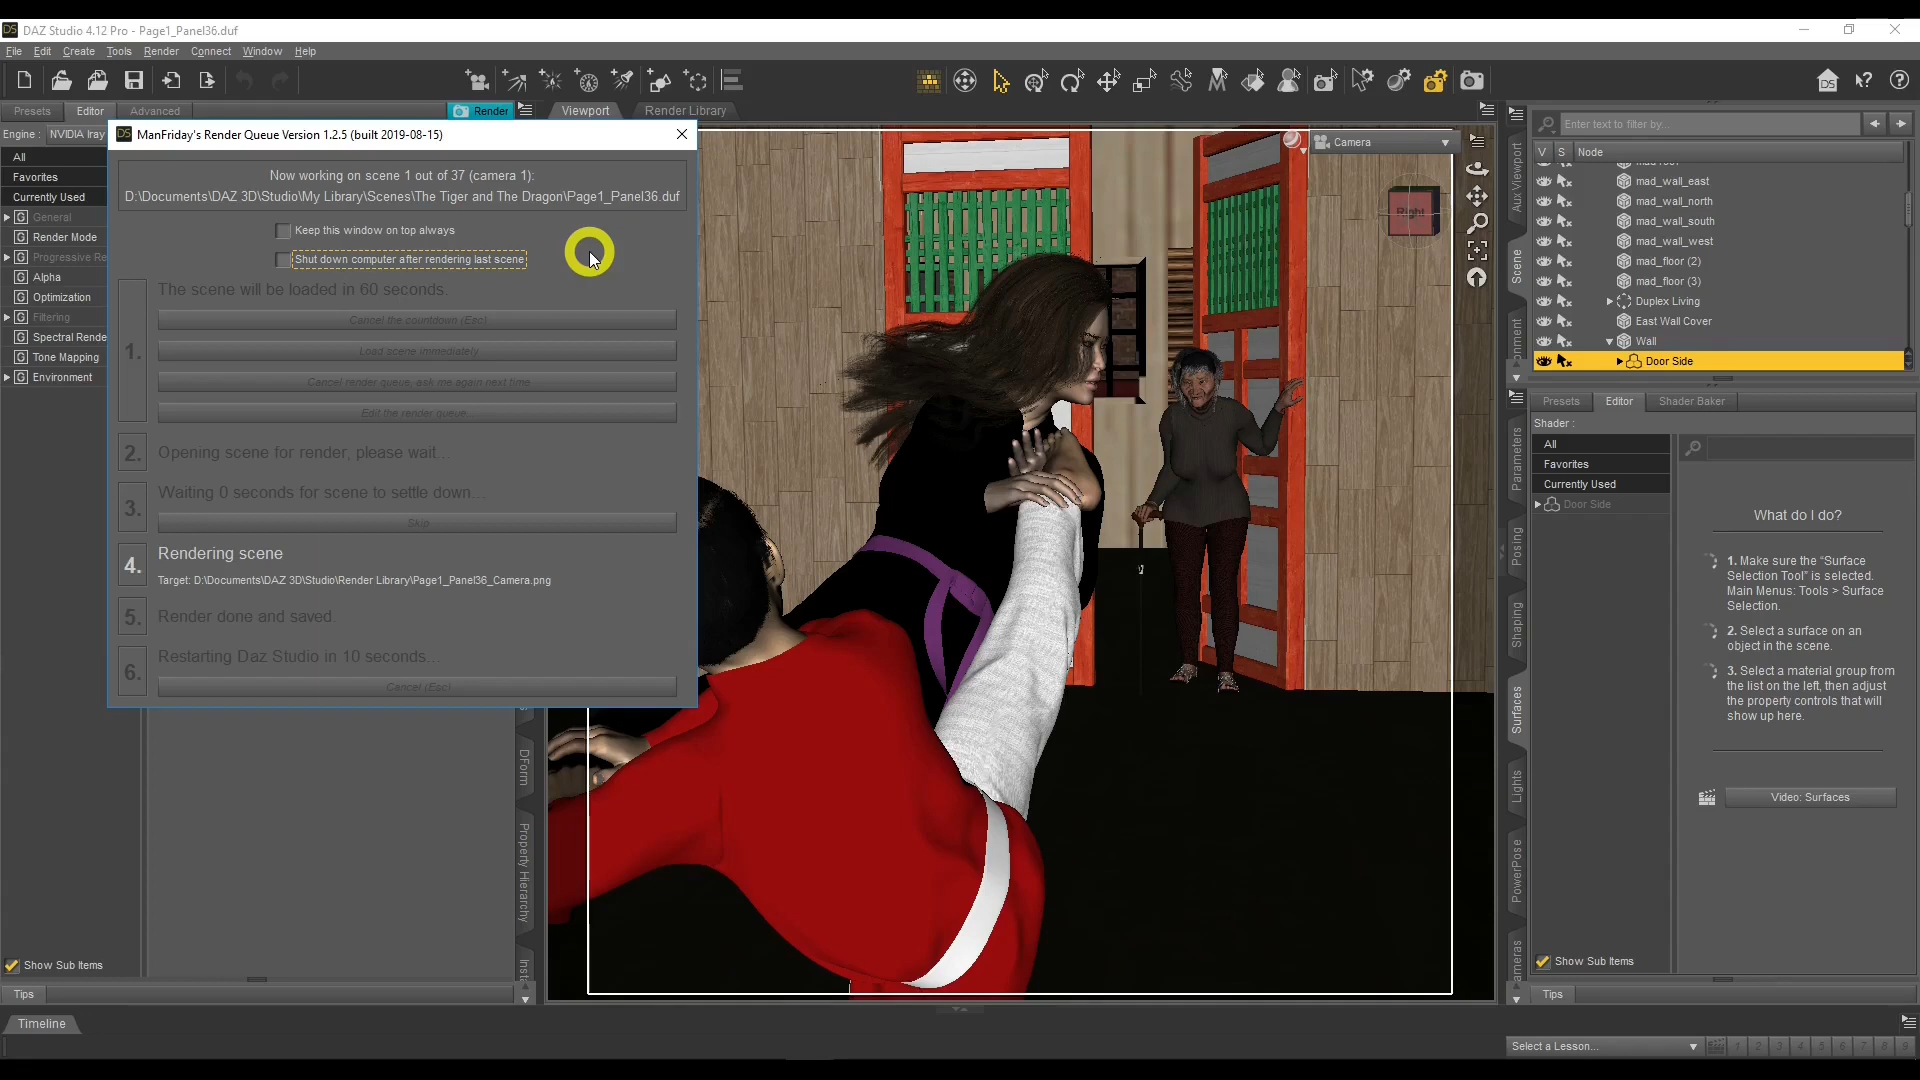 DAZ Studio 4.12 Pro - Page1_Panel36.duf
File Edit Create Tools Render Connect Window Help
Presets Editor Advanced Render
Viewport Render Library
Engine : NVIDIA Iray
All
Favorites
Currently Used
General
Render Mode
Progressive Re
Alpha
Optimization
Filtering
Spectral Rende
Tone Mapping
Environment
Show Sub Items
Tips
ManFriday's Render Queue Version 1.2.5 (built 2019-08-15)
Now working on scene 1 out of 37 (camera 1):
D:\Documents\DAZ 3D\Studio\My Library\Scenes\The Tiger and The Dragon\Page1_Panel36.duf
Keep this window on top always
Shut down computer after rendering last scene
1.
The scene will be loaded in 60 seconds.
Cancel the countdown (Esc)
Load scene immediately
Cancel render queue, ask me again next time
Edit the render queue...
2.
Opening scene for render, please wait...
3.
Waiting 0 seconds for scene to settle down...
Skip
4.
Rendering scene
Target: D:\Documents\DAZ 3D\Studio\Render Library\Page1_Panel36_Camera.png
5.
Render done and saved.
6.
Restarting Daz Studio in 10 seconds...
Cancel (Esc)
DForm
Property Hierarchy
Insta
Camera
Right
Aux Viewport
Scene
onment
Enter text to filter by...
V S Node
mad_wall_east
mad_wall_north
mad_wall_south
mad_wall_west
mad_floor (2)
mad_floor (3)
Duplex Living
East Wall Cover
Wall
Door Side
Parameters
Posing
Shaping
Surfaces
Lights
PowerPose
ameras
Presets Editor Shader Baker
Shader :
All
Favorites
Currently Used
Door Side
What do I do?
1. Make sure the "Surface
Selection Tool" is selected.
Main Menus: Tools > Surface
Selection.
2. Select a surface on an
object in the scene.
3. Select a material group from
the list on the left, then adjust
the property controls that will
show up here.
Video: Surfaces
Show Sub Items
Tips
Timeline
Select a Lesson...
1 2 3 4 5 6 7 8 9